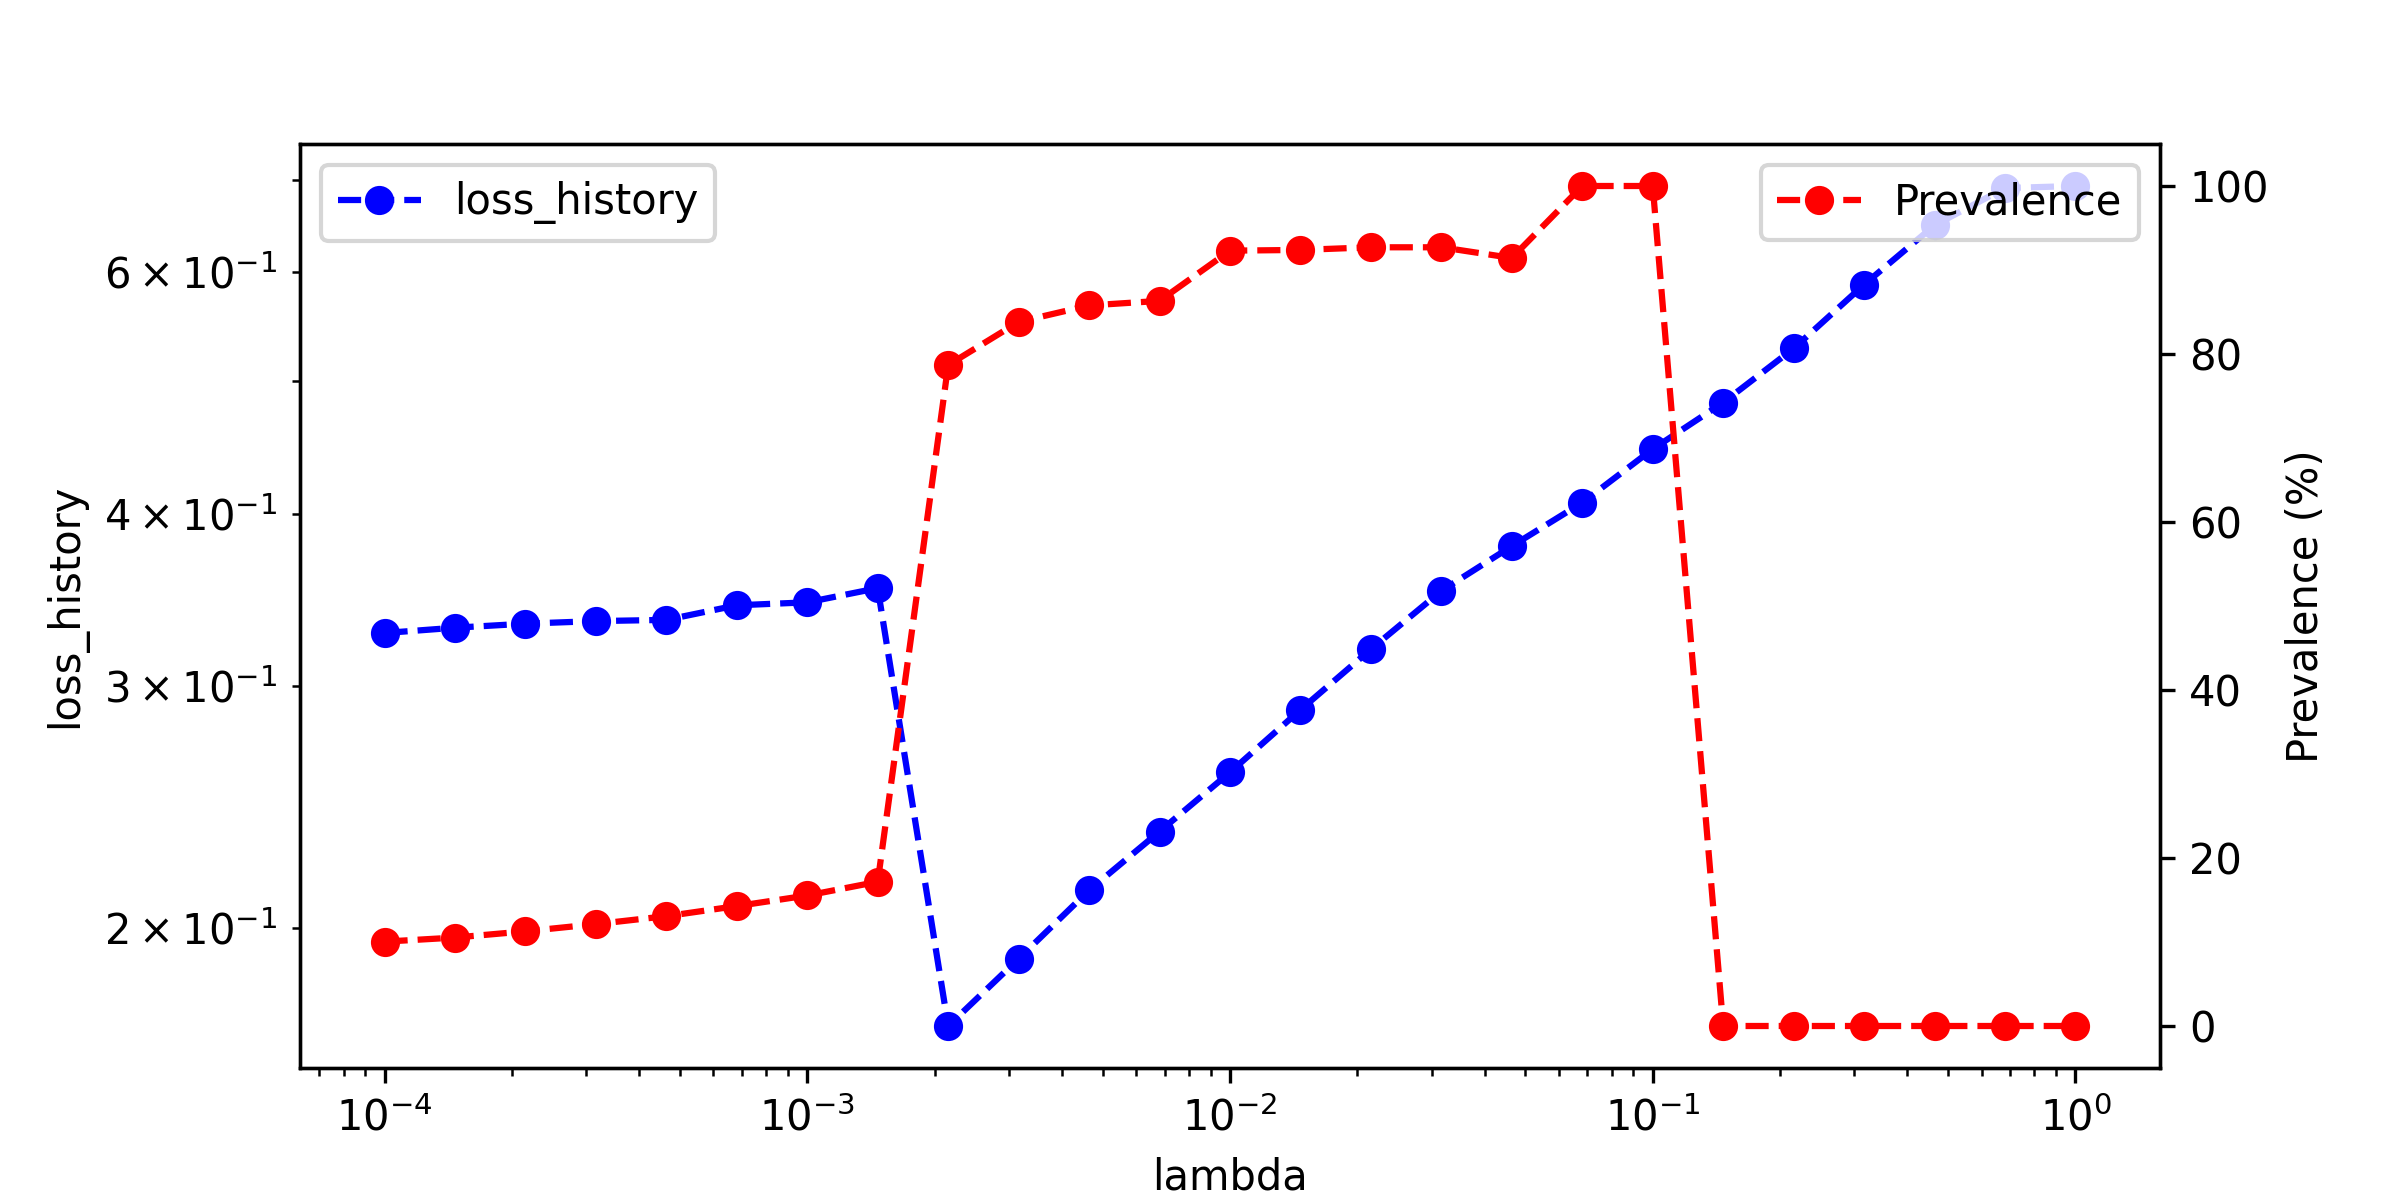 loss_history
Prevalence
6 × 10⁻¹
4 × 10⁻¹
3 × 10⁻¹
2 × 10⁻¹
loss_history
100
80
60
40
20
0
Prevalence (%)
10⁻⁴
10⁻³
10⁻²
10⁻¹
10⁰
lambda